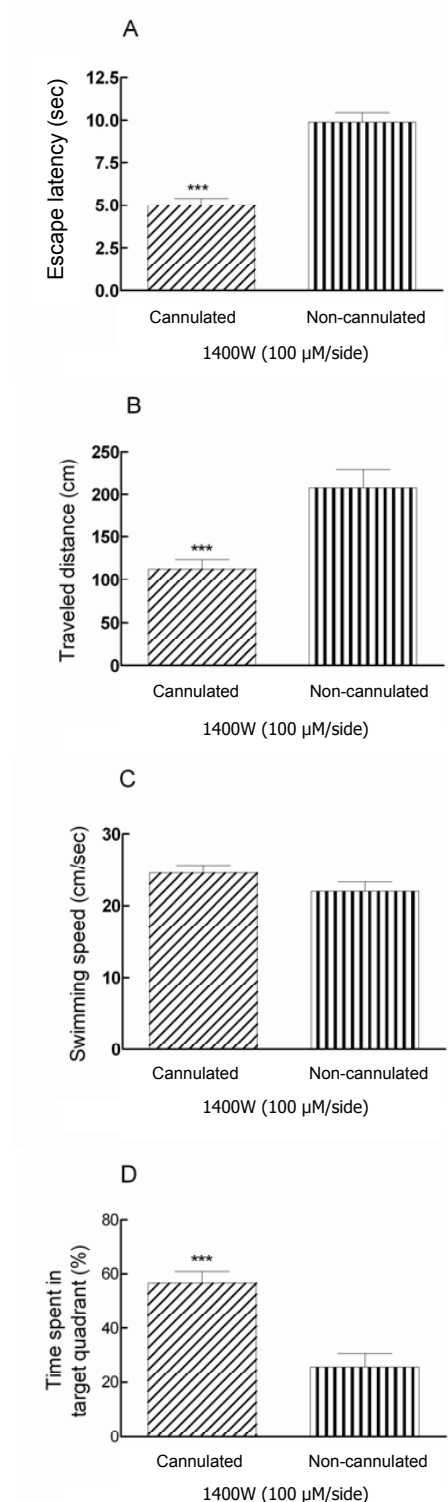 A
Escape latency (sec)
12.5
10.0
7.5
5.0
2.5
0.0
***
Cannulated Non-cannulated
1400W (100 µM/side)
B
Traveled distance (cm)
250
200
150
100
50
0
***
Cannulated Non-cannulated
1400W (100 µM/side)
C
Swimming speed (cm/sec)
30
20
10
0
Cannulated Non-cannulated
1400W (100 µM/side)
D
Time spent in
target quadrant (%)
80
60
40
20
0
***
Cannulated Non-cannulated
1400W (100 µM/side)